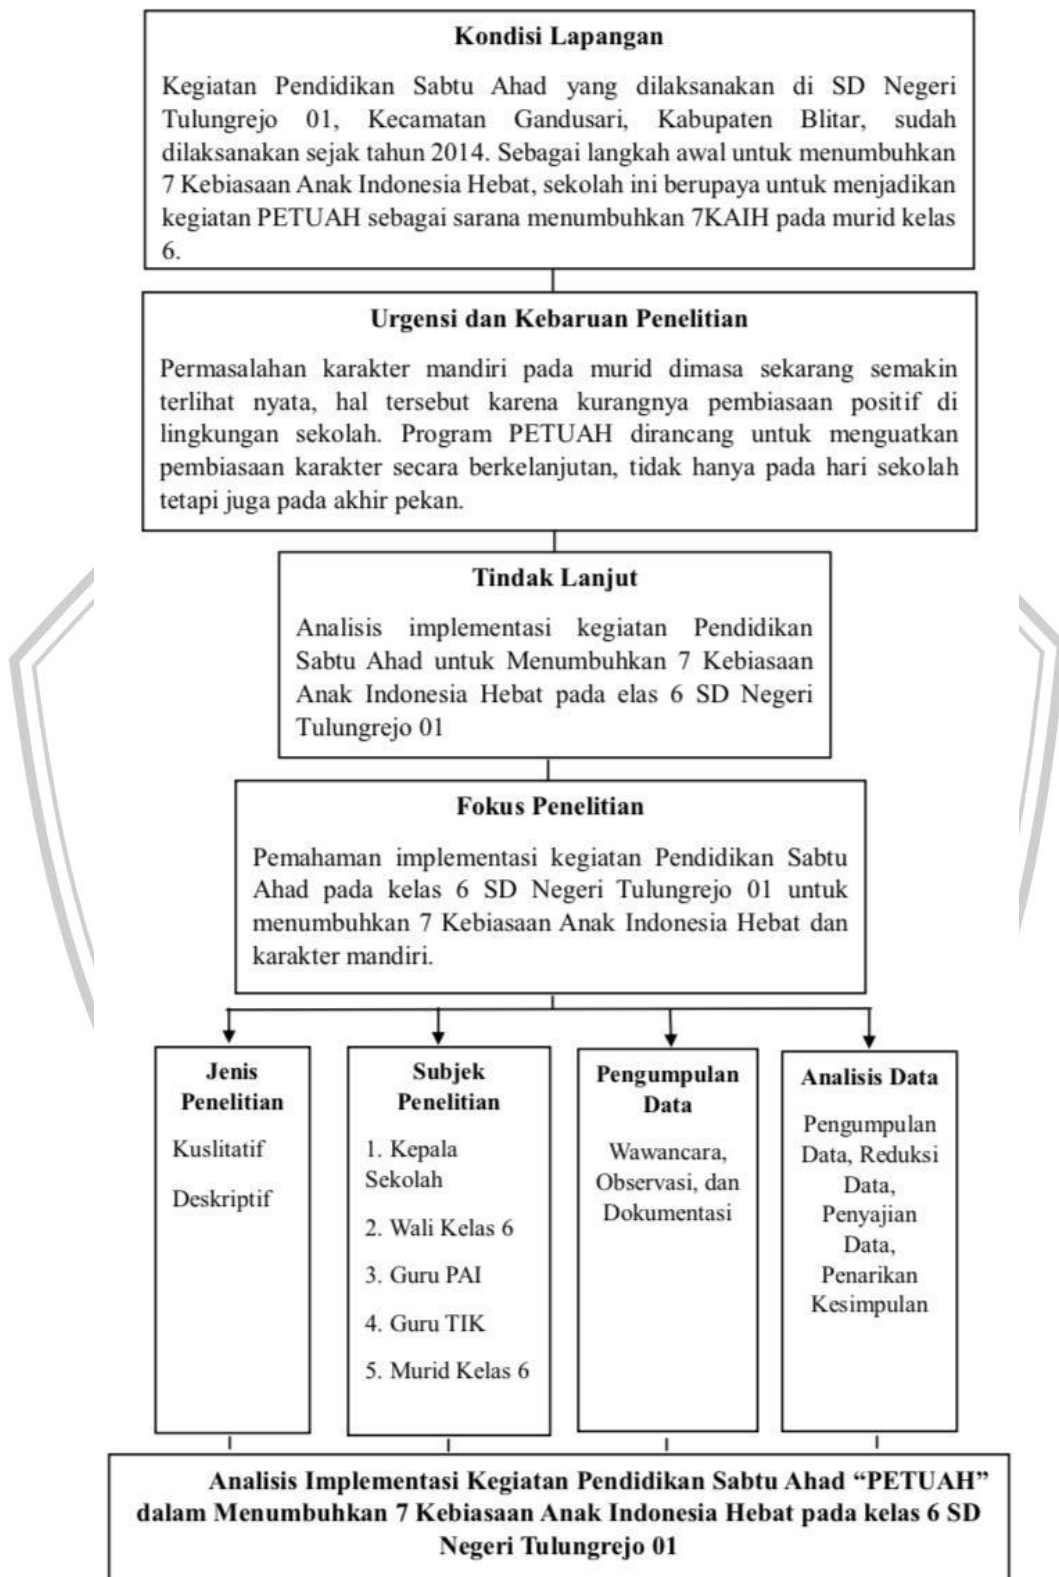 Kondisi Lapangan
Kegiatan Pendidikan Sabtu Ahad yang dilaksanakan di SD Negeri
Tulungrejo 01, Kecamatan Gandusari, Kabupaten Blitar, sudah
dilaksanakan sejak tahun 2014. Sebagai langkah awal untuk menumbuhkan
7 Kebiasaan Anak Indonesia Hebat, sekolah ini berupaya untuk menjadikan
kegiatan PETUAH sebagai sarana menumbuhkan 7KAIH pada murid kelas
6.
Urgensi dan Kebaruan Penelitian
Permasalahan karakter mandiri pada murid dimasa sekarang semakin
terlihat nyata, hal tersebut karena kurangnya pembiasaan positif di
lingkungan sekolah. Program PETUAH dirancang untuk menguatkan
pembiasaan karakter secara berkelanjutan, tidak hanya pada hari sekolah
tetapi juga pada akhir pekan.
Tindak Lanjut
Analisis implementasi kegiatan Pendidikan
Sabtu Ahad untuk Menumbuhkan 7 Kebiasaan
Anak Indonesia Hebat pada elas 6 SD Negeri
Tulungrejo 01
Fokus Penelitian
Pemahaman implementasi kegiatan Pendidikan Sabtu
Ahad pada kelas 6 SD Negeri Tulungrejo 01 untuk
menumbuhkan 7 Kebiasaan Anak Indonesia Hebat dan
karakter mandiri.
Jenis
Penelitian
Kuslitatif
Deskriptif
Subjek
Penelitian
1. Kepala
Sekolah
2. Wali Kelas 6
3. Guru PAI
4. Guru TIK
5. Murid Kelas 6
Pengumpulan
Data
Wawancara,
Observasi, dan
Dokumentasi
Analisis Data
Pengumpulan
Data, Reduksi
Data,
Penyajian
Data,
Penarikan
Kesimpulan
Analisis Implementasi Kegiatan Pendidikan Sabtu Ahad “PETUAH”
dalam Menumbuhkan 7 Kebiasaan Anak Indonesia Hebat pada kelas 6 SD
Negeri Tulungrejo 01